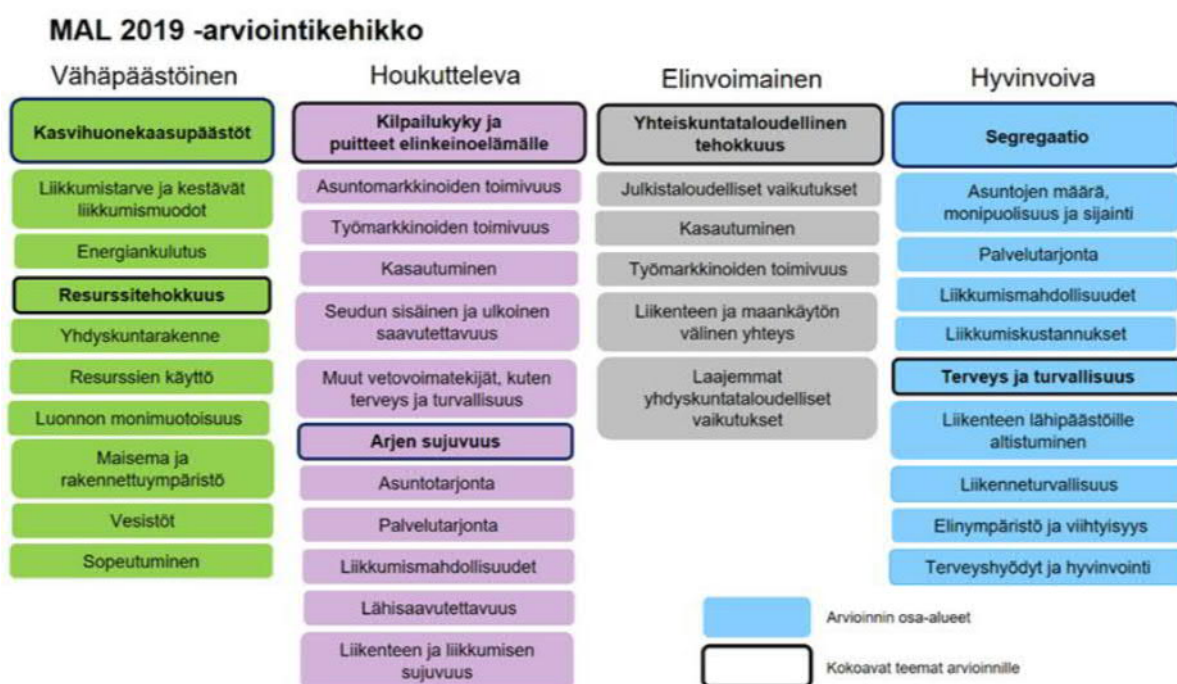 MAL 2019 -arviointikehikko
Vähäpäästöinen
Kasvihuonekaasupäästöt
Liikkumistarve ja kestävät
liikkumismuodot
Energiankulutus
Resurssitehokkuus
Yhdyskuntarakenne
Resurssien käyttö
Luonnon monimuotoisuus
Maisema ja
rakennettuympäristö
Vesistöt
Sopeutuminen
Houkutteleva
Kilpailukyky ja
puitteet elinkeinoelämälle
Asuntomarkkinoiden toimivuus
Työmarkkinoiden toimivuus
Kasautuminen
Seudun sisäinen ja ulkoinen
saavutettavuus
Muut vetovoimatekijät, kuten
terveys ja turvallisuus
Arjen sujuvuus
Asuntotarjonta
Palvelutarjonta
Liikkumismahdollisuudet
Lähisaavutettavuus
Liikenteen ja liikkumisen
sujuvuus
Elinvoimainen
Yhteiskuntataloudellinen
tehokkuus
Julkistaloudelliset vaikutukset
Kasautuminen
Työmarkkinoiden toimivuus
Liikenteen ja maankäytön
välinen yhteys
Laajemmat
yhdyskuntataloudelliset
vaikutukset
Hyvinvoiva
Segregaatio
Asuntojen määrä,
monipuolisuus ja sijainti
Palvelutarjonta
Liikkumismahdollisuudet
Liikkumiskustannukset
Terveys ja turvallisuus
Liikenteen lähipäästöille
altistuminen
Liikenneturvallisuus
Elinympäristö ja viihtyisyys
Terveyshyödyt ja hyvinvointi
Arvioinnin osa-alueet
Kokoavat teemat arvioinnille